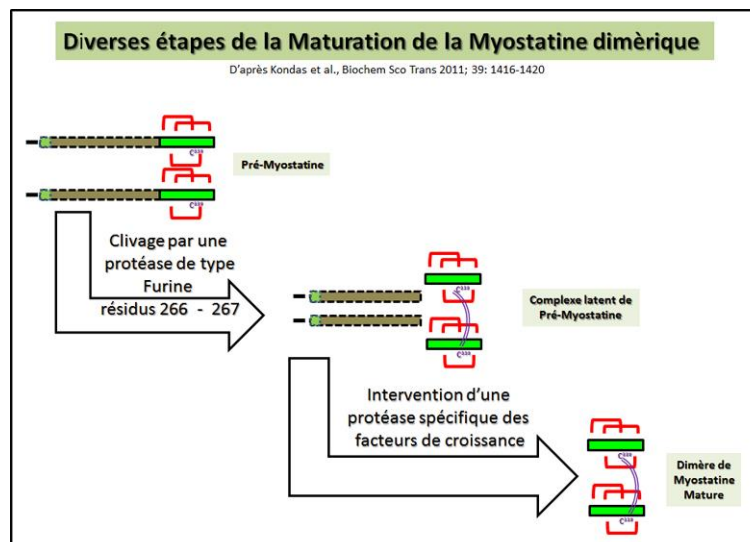 Diverses étapes de la Maturation de la Myostatine dimèrique
D'après Kondas et al., Biochem Sco Trans 2011; 39: 1416-1420
Pré-Myostatine
Clivage par une
protéase de type
Furine
résidus 266 - 267
Complexe latent de
Pré-Myostatine
Intervention d'une
protéase spécifique des
facteurs de croissance
Dimère de
Myostatine
Mature